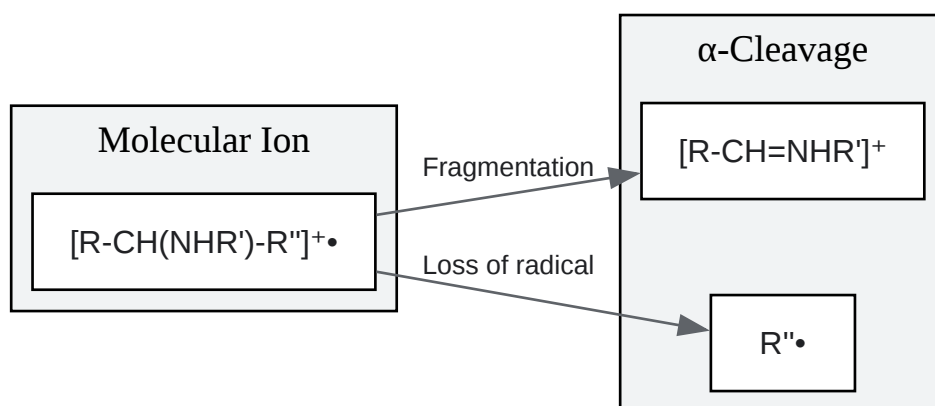 α-Cleavage
Molecular Ion
[R-CH=NHR']⁺
Fragmentation
[R-CH(NHR')-R"]⁺•
Loss of radical
R"•